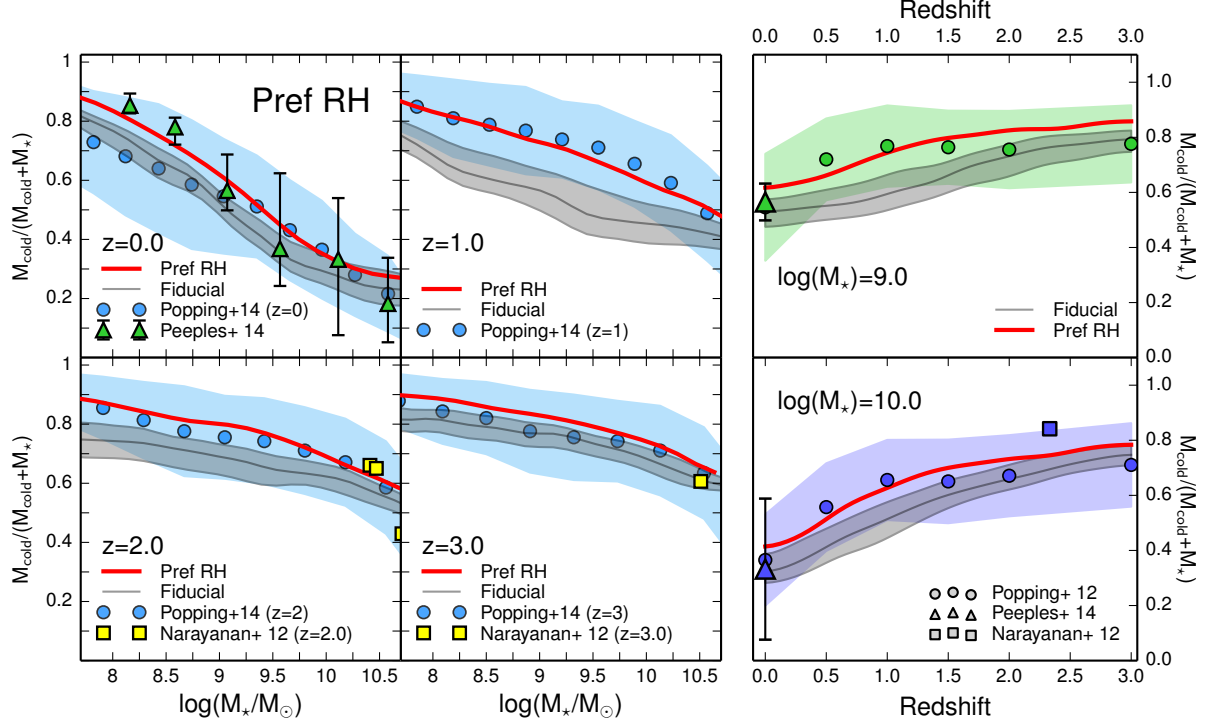 Redshift
0.0 0.5 1.0 1.5 2.0 2.5 3.0
M_cold/(M_cold+M_⋆)
1
0.8
0.6
0.4
0.2
Pref RH
z=0.0
Pref RH
Fiducial
Popping+14 (z=0)
Peeples+ 14
z=1.0
Pref RH
Fiducial
Popping+14 (z=1)
log(M_⋆)=9.0
Fiducial
Pref RH
1.0
0.8
0.6
0.4
0.2
0.0
M_cold/(M_cold+M_⋆)
M_cold/(M_cold+M_⋆)
1
0.8
0.6
0.4
0.2
z=2.0
Pref RH
Fiducial
Popping+14 (z=2)
Narayanan+ 12 (z=2.0)
8 8.5 9 9.5 10 10.5
log(M_⋆/M_☉)
z=3.0
Pref RH
Fiducial
Popping+14 (z=3)
Narayanan+ 12 (z=3.0)
8 8.5 9 9.5 10 10.5
log(M_⋆/M_☉)
log(M_⋆)=10.0
Popping+ 12
Peeples+ 14
Narayanan+ 12
1.0
0.8
0.6
0.4
0.2
0.0
M_cold/(M_cold+M_⋆)
0.0 0.5 1.0 1.5 2.0 2.5 3.0
Redshift